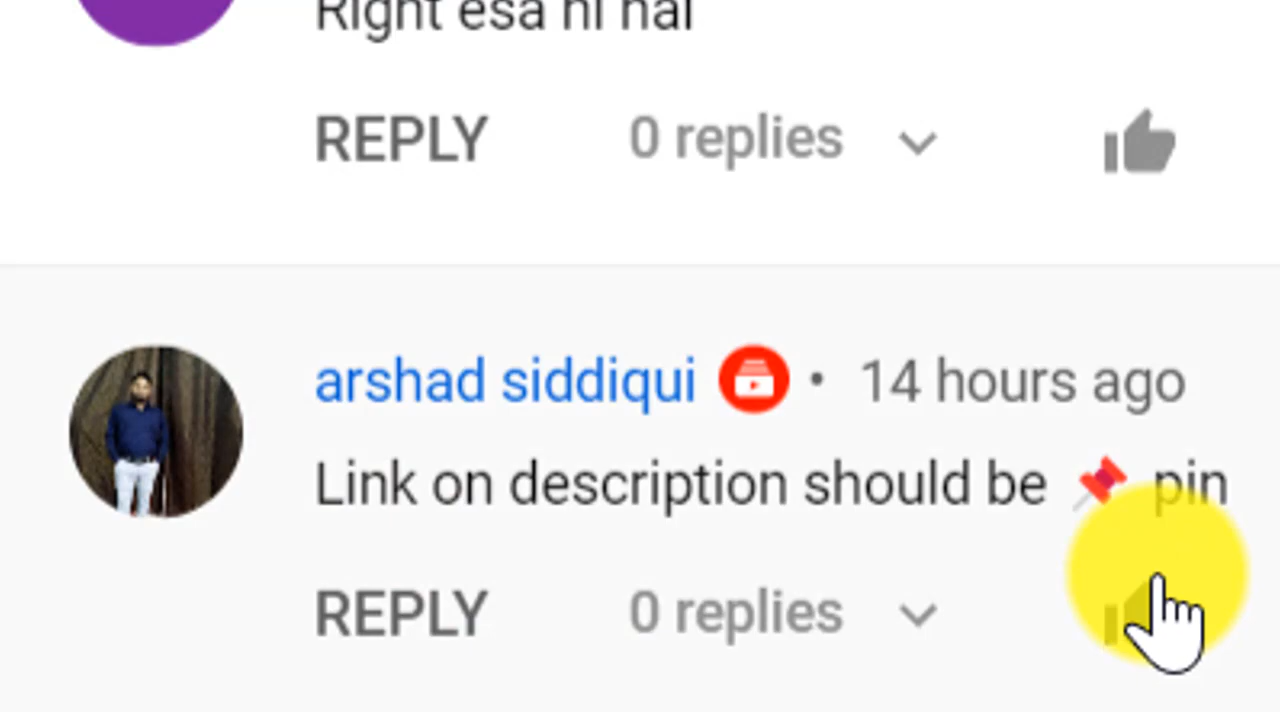 Right esa hi hai
REPLY 0 replies
arshad siddiqui • 14 hours ago
Link on description should be 📌 pin
REPLY 0 replies